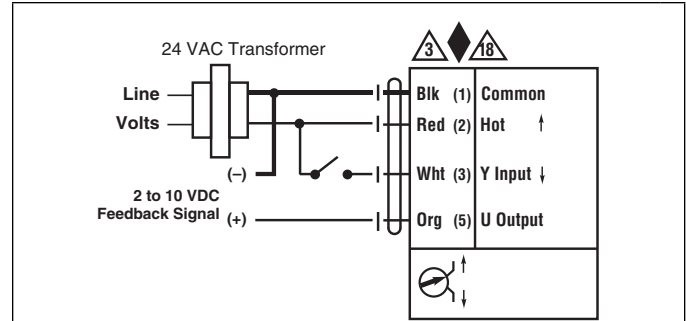 24 VAC Transformer
3 18
Line
Volts
Blk (1) Common
Red (2) Hot ↑
(–)
Wht (3) Y Input ↓
2 to 10 VDC
Feedback Signal (+)
Org (5) U Output